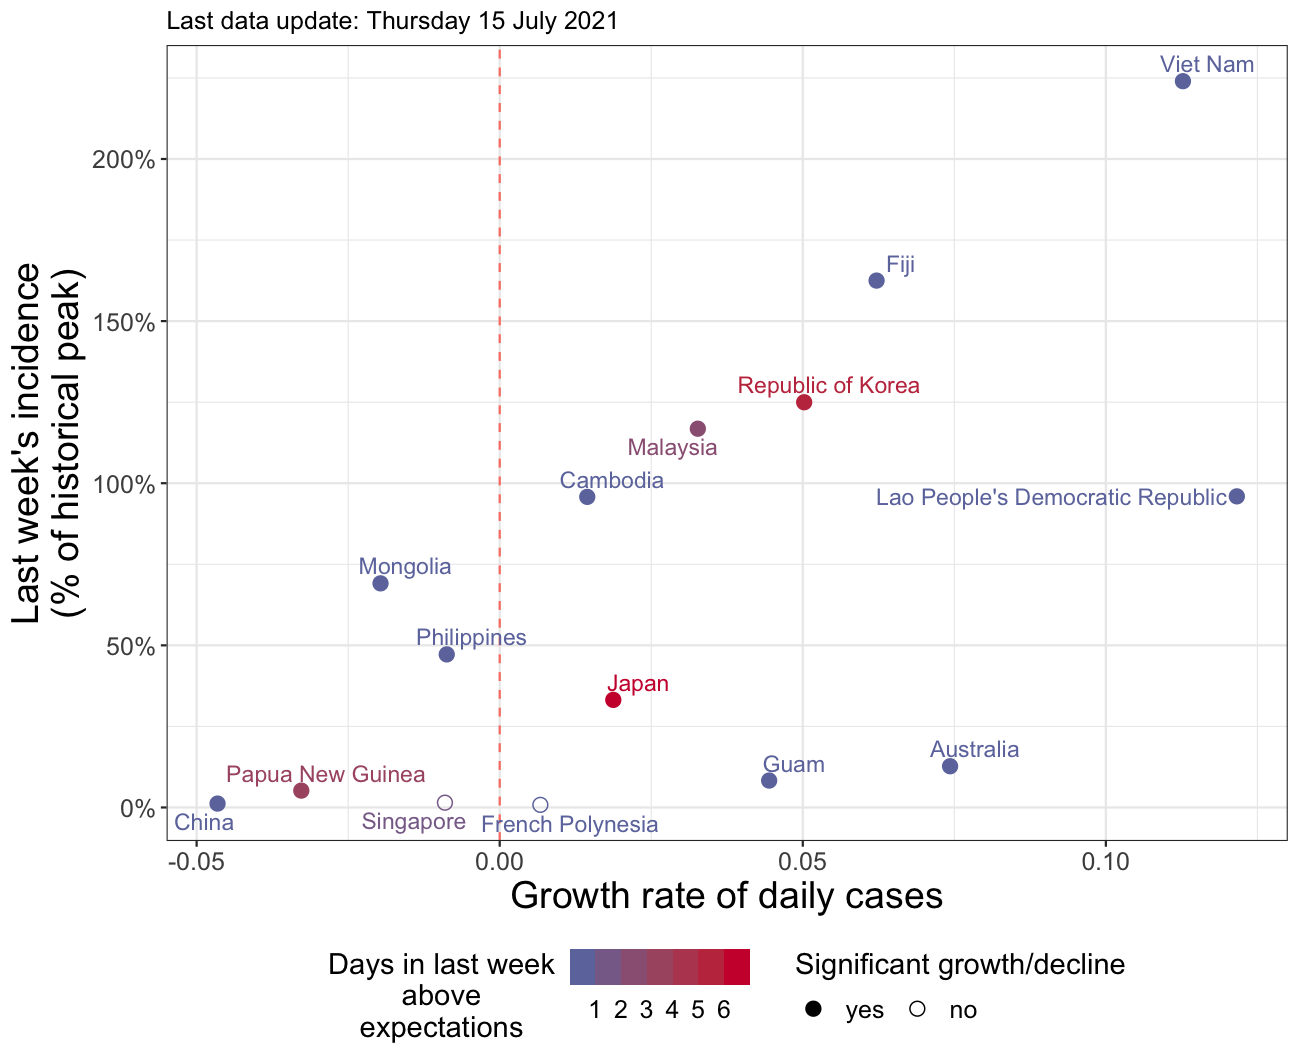 Last data update: Thursday 15 July 2021
Viet Nam
200%
Fiji
150%
Republic of Korea
Malaysia
Cambodia
100%
Lao People's Democratic Republic
Mongolia
Philippines
50%
Japan
Australia
Guam
Papua New Guinea
0%
China
Singapore
French Polynesia
Last week's incidence
(% of historical peak)
-0.05 0.00 0.05 0.10
Growth rate of daily cases
Days in last week
above
expectations
1 2 3 4 5 6
Significant growth/decline
yes no